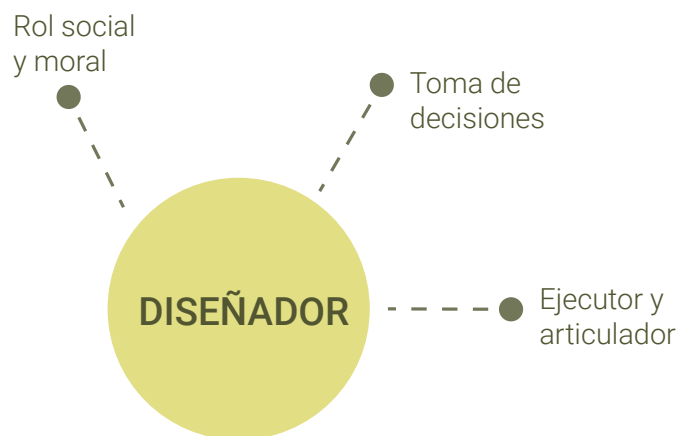 Rol social
y moral
Toma de
decisiones
DISEÑADOR
Ejecutor y
articulador